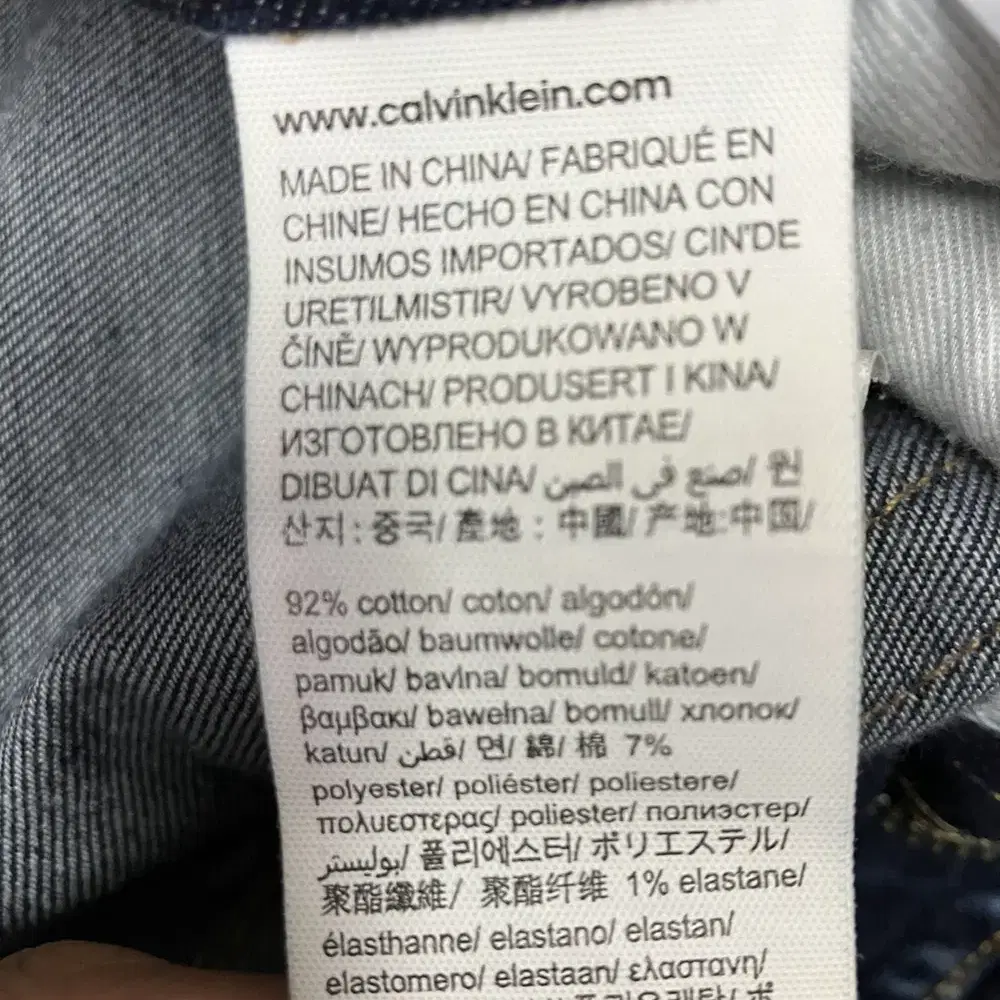 www.calvinklein.com
MADE IN CHINA/ FABRIQUÉ EN
CHINE/ HECHO EN CHINA CON
INSUMOS IMPORTADOS/ CIN'DE
URETILMISTIR/ VYROBENO V
ČÍNĚ/ WYPRODUKOWANO W
CHINACH/ PRODUSERT I KINA/
ИЗГОТОВЛЕНО В КИТАЕ/
DIBUAT DI CINA/ صنع في الصين/ 원
산지: 중국/ 產地: 中國/ 产地:中国/
92% cotton/ coton/ algodón/
algodão/ baumwolle/ cotone/
pamuk/ bavlna/ bomuld/ katoen/
βαμβακι/ bawełna/ bomull/ хлопок/
katun/ قطن/ 면/ 綿/ 棉 7%
polyester/ poliéster/ poliestere/
πολυεστερας/ poliester/ полиэстер/
بوليستر/ 폴리에스터/ ポリエステル/
聚酯纖維/ 聚酯纤维 1% elastane/
élasthanne/ elastano/ elastan/
elastomero/ elastaan/ ελαστανη/